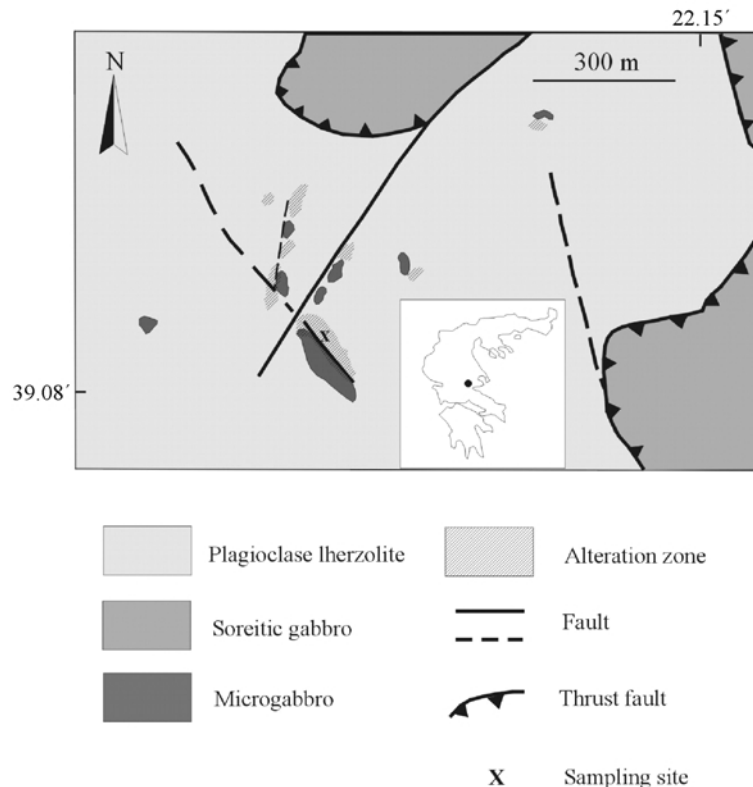 22.15´
N
300 m
x
39.08´
Plagioclase lherzolite
Alteration zone
Soreitic gabbro
Fault
Microgabbro
Thrust fault
X
Sampling site